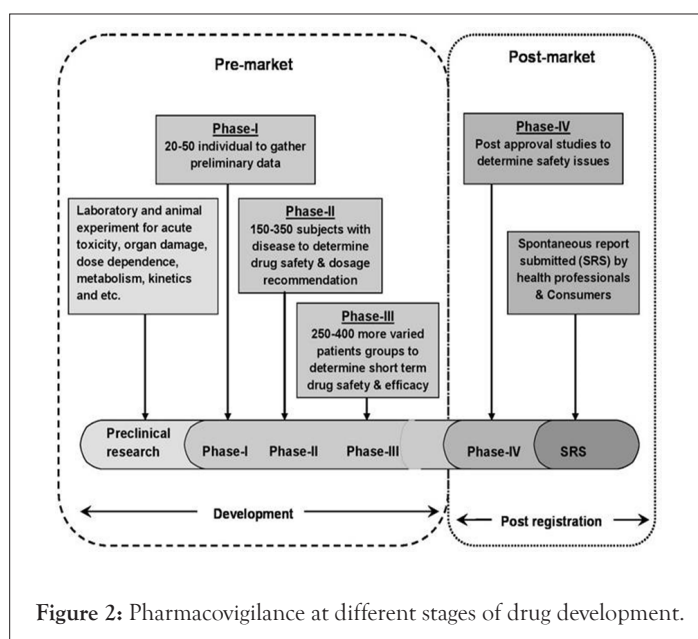 Pre-market
Post-market
Phase-I
20-50 individual to gather
preliminary data
Phase-IV
Post approval studies to
determine safety issues
Laboratory and animal
experiment for acute
toxicity, organ damage,
dose dependence,
metabolism, kinetics
and etc.
Phase-II
150-350 subjects with
disease to determine
drug safety & dosage
recommendation
Spontaneous report
submitted (SRS) by
health professionals
& Consumers
Phase-III
250-400 more varied
patients groups to
determine short term
drug safety & efficacy
Preclinical
research
Phase-I
Phase-II
Phase-III
Phase-IV
SRS
Development
Post registration
Figure 2: Pharmacovigilance at different stages of drug development.